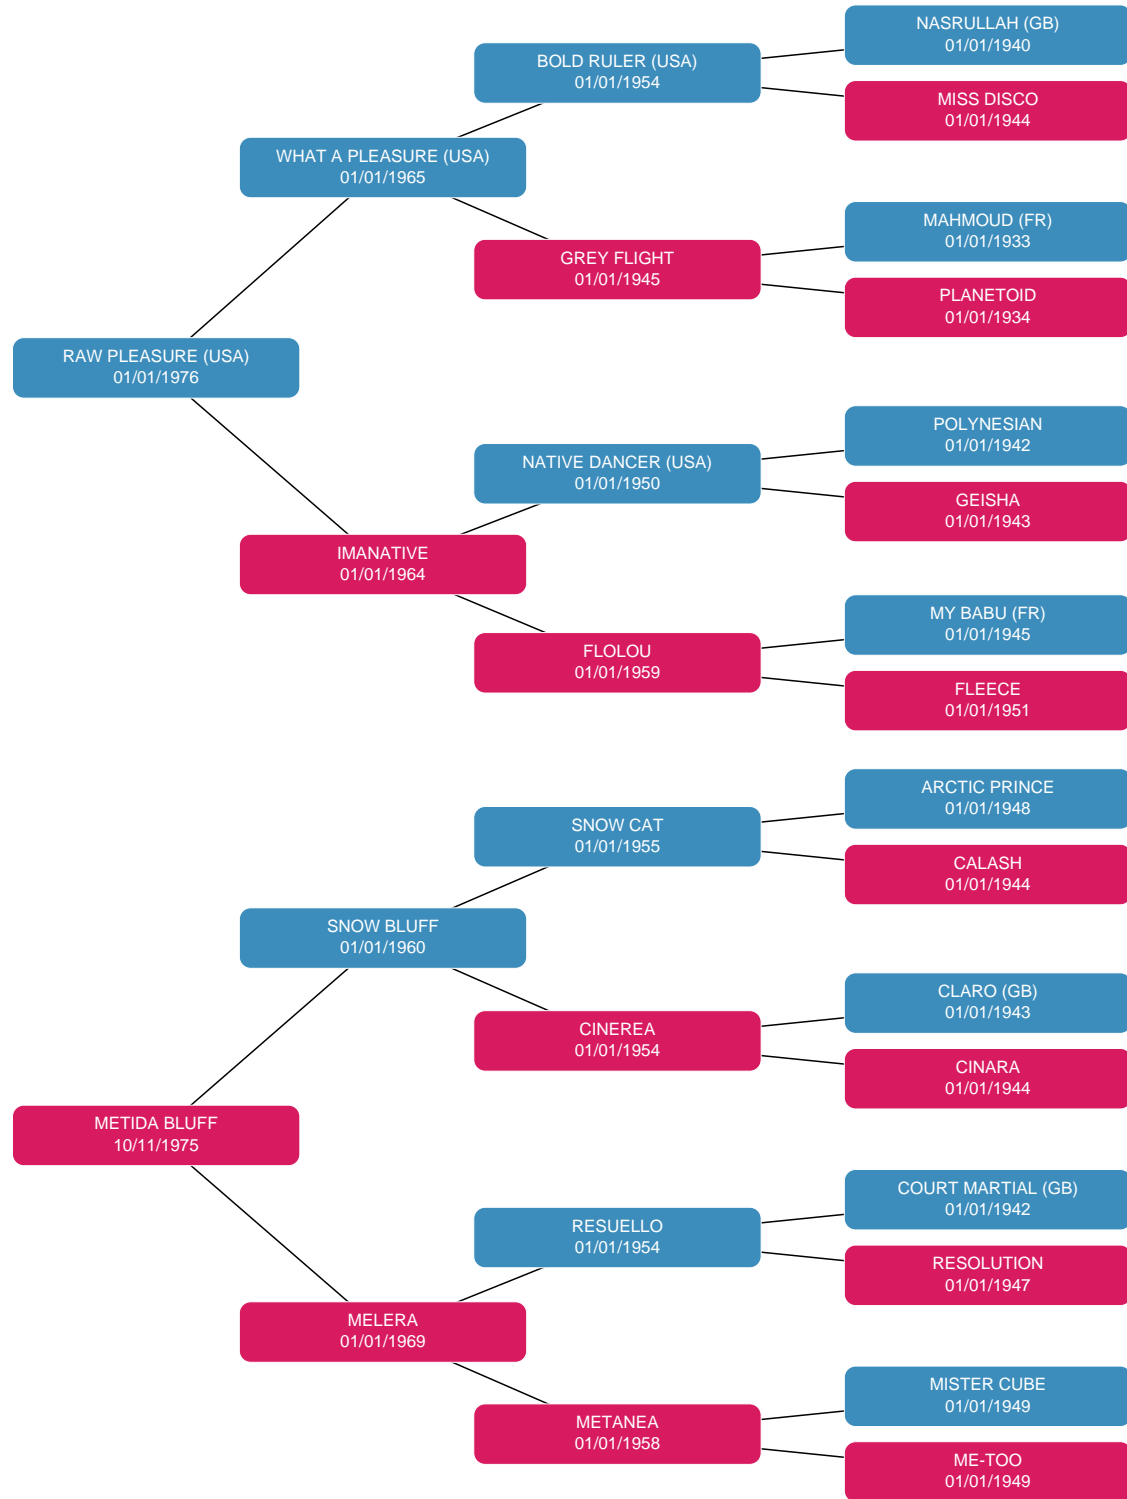 NASRULLAH (GB)
01/01/1940
BOLD RULER (USA)
01/01/1954
MISS DISCO
01/01/1944
WHAT A PLEASURE (USA)
01/01/1965
MAHMOUD (FR)
01/01/1933
GREY FLIGHT
01/01/1945
PLANETOID
01/01/1934
RAW PLEASURE (USA)
01/01/1976
POLYNESIAN
01/01/1942
NATIVE DANCER (USA)
01/01/1950
GEISHA
01/01/1943
IMANATIVE
01/01/1964
MY BABU (FR)
01/01/1945
FLOLOU
01/01/1959
FLEECE
01/01/1951
ARCTIC PRINCE
01/01/1948
SNOW CAT
01/01/1955
CALASH
01/01/1944
SNOW BLUFF
01/01/1960
CLARO (GB)
01/01/1943
CINEREA
01/01/1954
CINARA
01/01/1944
METIDA BLUFF
10/11/1975
COURT MARTIAL (GB)
01/01/1942
RESUELLO
01/01/1954
RESOLUTION
01/01/1947
MELERA
01/01/1969
MISTER CUBE
01/01/1949
METANEA
01/01/1958
ME-TOO
01/01/1949